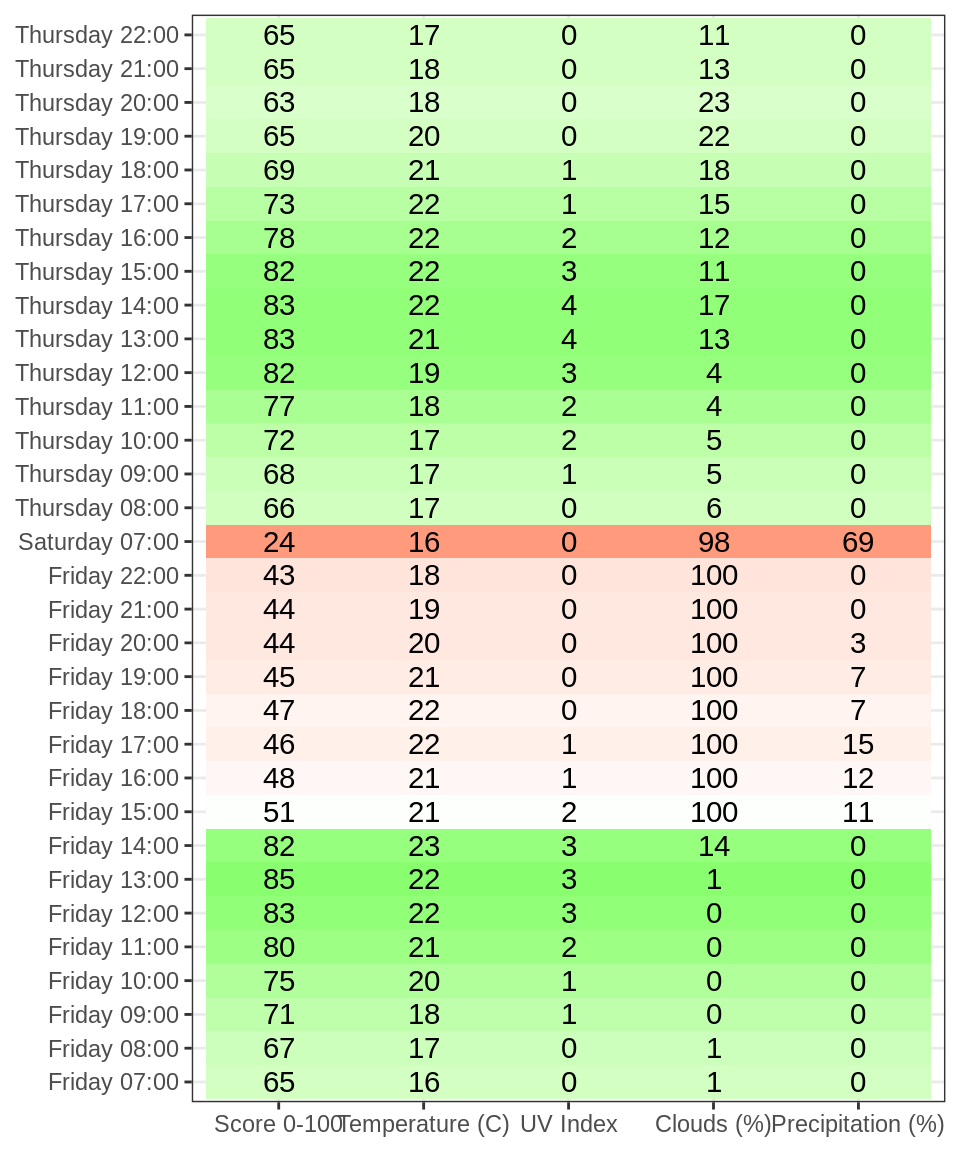 Thursday 22:00 65 17 0 11 0
Thursday 21:00 65 18 0 13 0
Thursday 20:00 63 18 0 23 0
Thursday 19:00 65 20 0 22 0
Thursday 18:00 69 21 1 18 0
Thursday 17:00 73 22 1 15 0
Thursday 16:00 78 22 2 12 0
Thursday 15:00 82 22 3 11 0
Thursday 14:00 83 22 4 17 0
Thursday 13:00 83 21 4 13 0
Thursday 12:00 82 19 3 4 0
Thursday 11:00 77 18 2 4 0
Thursday 10:00 72 17 2 5 0
Thursday 09:00 68 17 1 5 0
Thursday 08:00 66 17 0 6 0
Saturday 07:00 24 16 0 98 69
Friday 22:00 43 18 0 100 0
Friday 21:00 44 19 0 100 0
Friday 20:00 44 20 0 100 3
Friday 19:00 45 21 0 100 7
Friday 18:00 47 22 0 100 7
Friday 17:00 46 22 1 100 15
Friday 16:00 48 21 1 100 12
Friday 15:00 51 21 2 100 11
Friday 14:00 82 23 3 14 0
Friday 13:00 85 22 3 1 0
Friday 12:00 83 22 3 0 0
Friday 11:00 80 21 2 0 0
Friday 10:00 75 20 1 0 0
Friday 09:00 71 18 1 0 0
Friday 08:00 67 17 0 1 0
Friday 07:00 65 16 0 1 0
Score 0-100 Temperature (C) UV Index Clouds (%) Precipitation (%)